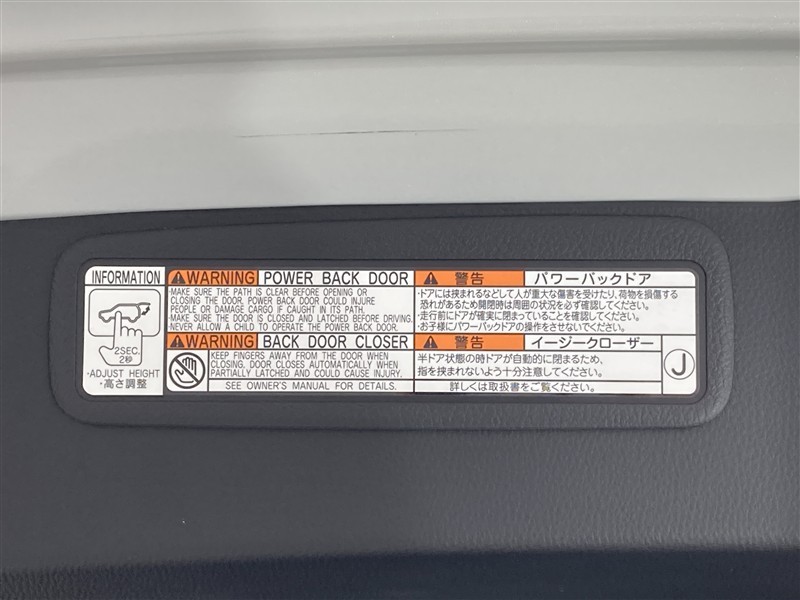 INFORMATION
2SEC.
2秒
·ADJUST HEIGHT
·高さ調整
WARNING POWER BACK DOOR
MAKE SURE THE PATH IS CLEAR BEFORE OPENING OR
CLOSING THE DOOR. POWER BACK DOOR COULD INJURE
PEOPLE OR DAMAGE CARGO IF CAUGHT IN ITS PATH.
·MAKE SURE THE DOOR IS CLOSED AND LATCHED BEFORE DRIVING.
·NEVER ALLOW A CHILD TO OPERATE THE POWER BACK DOOR.
WARNING BACK DOOR CLOSER
KEEP FINGERS AWAY FROM THE DOOR WHEN
CLOSING. DOOR CLOSES AUTOMATICALLY WHEN
PARTIALLY LATCHED AND COULD CAUSE INJURY.
SEE OWNER'S MANUAL FOR DETAILS.
警告 パワーバックドア
·ドアには挟まれるなどして人が重大な傷害を受けたり、荷物を損傷する
恐れがあるため開閉時は周囲の状況を必ず確認してください。
·走行前にドアが確実に閉まっていることを確認してください。
·お子様にパワーバックドアの操作をさせないでください。
警告 イージークローザー
半ドア状態の時ドアが自動的に閉まるため、
指を挟まれないよう十分注意してください。
詳しくは取扱書をご覧ください。
J